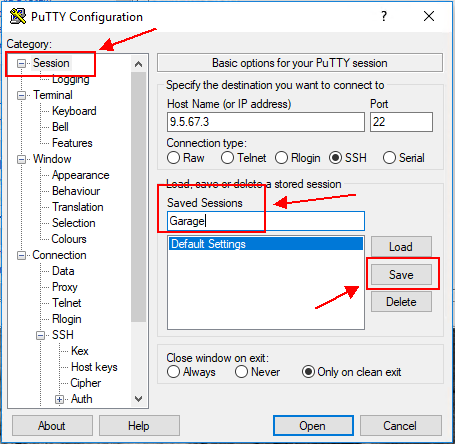 PuTTY Configuration
Category:
Session
Logging
Terminal
Keyboard
Bell
Features
Window
Appearance
Behaviour
Translation
Selection
Colours
Connection
Data
Proxy
Telnet
Rlogin
SSH
Kex
Host keys
Cipher
Auth
Basic options for your PuTTY session
Specify the destination you want to connect to
Host Name (or IP address) Port
9.5.67.3 22
Connection type:
Raw Telnet Rlogin SSH Serial
Load, save or delete a stored session
Saved Sessions
Garage
Default Settings
Load
Save
Delete
Close window on exit:
Always Never Only on clean exit
About Help Open Cancel